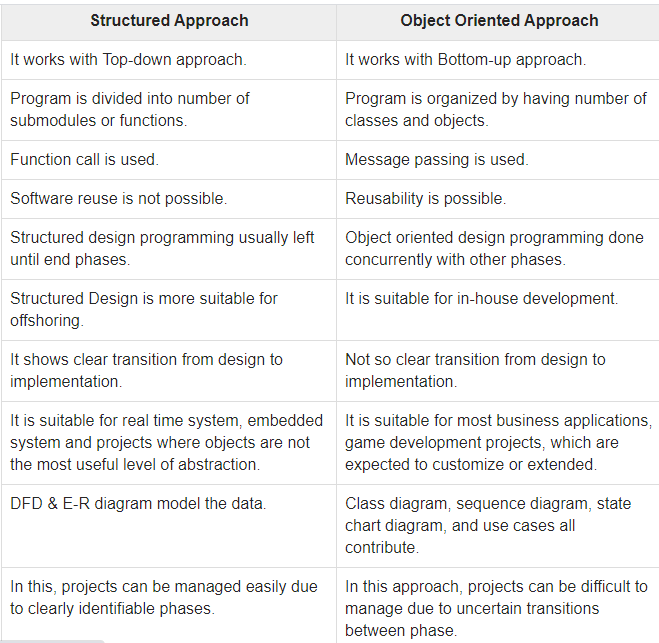 Structured Approach
Object Oriented Approach
It works with Top-down approach.
It works with Bottom-up approach.
Program is divided into number of
submodules or functions.
Program is organized by having number of
classes and objects.
Function call is used.
Message passing is used.
Software reuse is not possible.
Reusability is possible.
Structured design programming usually left
until end phases.
Object oriented design programming done
concurrently with other phases.
Structured Design is more suitable for
offshoring.
It is suitable for in-house development.
It shows clear transition from design to
implementation.
Not so clear transition from design to
implementation.
It is suitable for real time system, embedded
system and projects where objects are not
the most useful level of abstraction.
It is suitable for most business applications,
game development projects, which are
expected to customize or extended.
DFD & E-R diagram model the data.
Class diagram, sequence diagram, state
chart diagram, and use cases all
contribute.
In this, projects can be managed easily due
to clearly identifiable phases.
In this approach, projects can be difficult to
manage due to uncertain transitions
between phase.